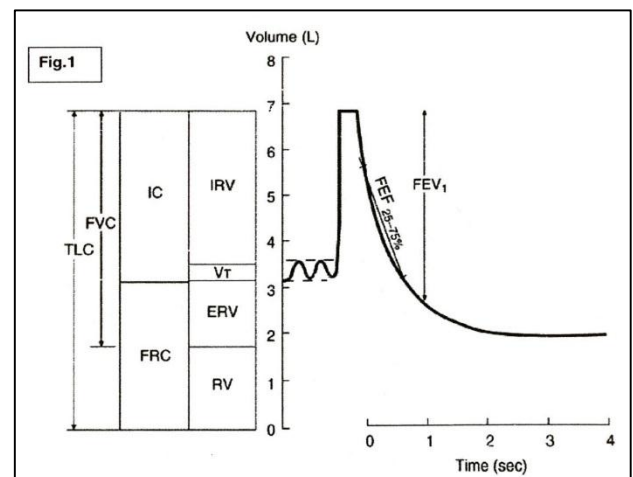 Volume (L)
Fig.1
8
7
6
5
4
3
2
1
0
TLC
FVC
IC
FRC
IRV
VT
ERV
RV
FEF 25–75%
FEV1
0 1 2 3 4
Time (sec)